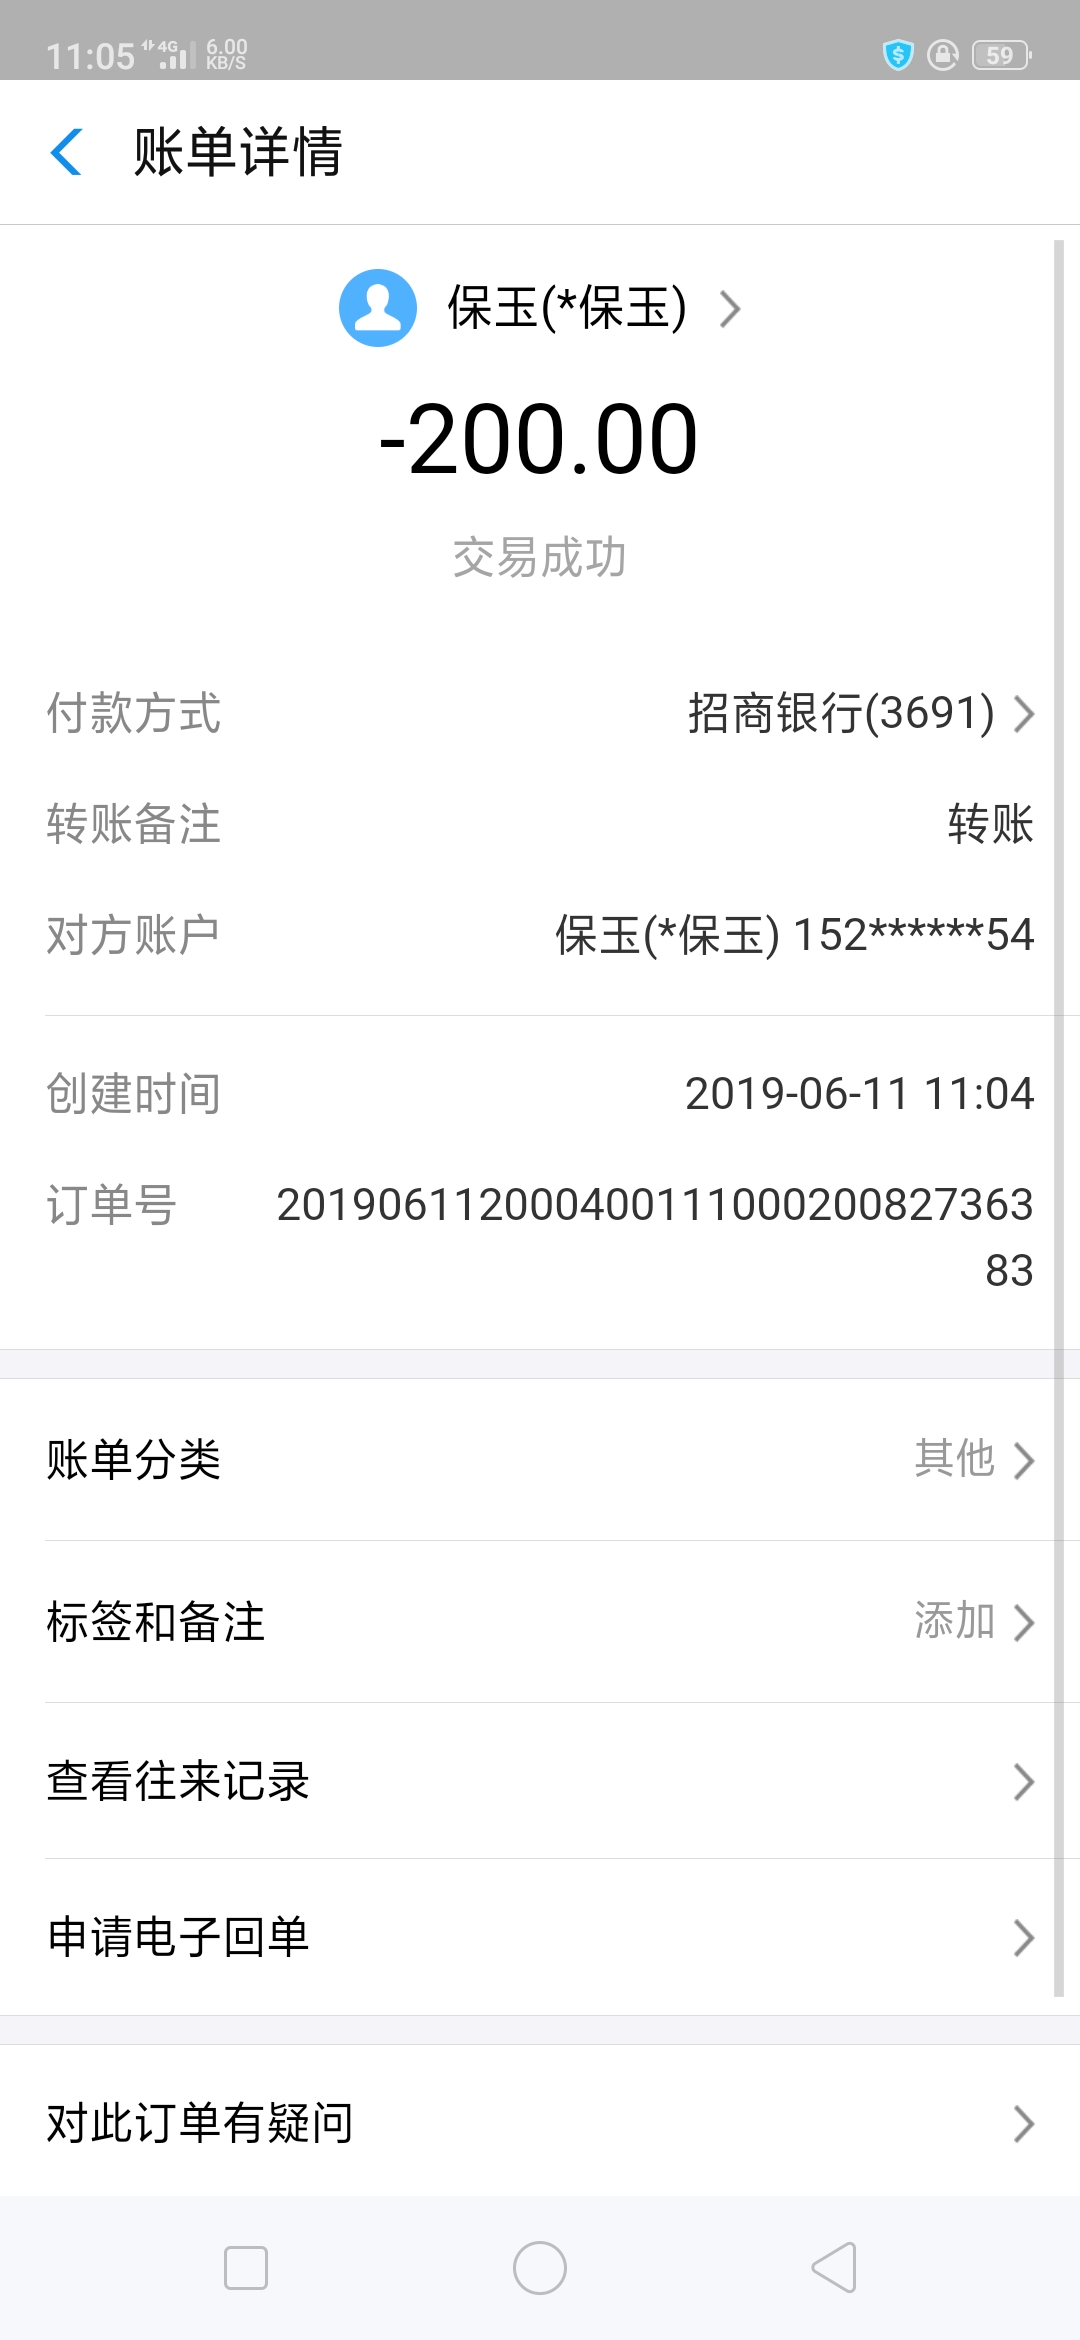 11:05 4G 6.00 KB/S 59
账单详情
保玉(*保玉)
-200.00
交易成功
付款方式 招商银行(3691)
转账备注 转账
对方账户 保玉(*保玉) 152******54
创建时间 2019-06-11 11:04
订单号 201906112000400111000200827363
83
账单分类 其他
标签和备注 添加
查看往来记录
申请电子回单
对此订单有疑问